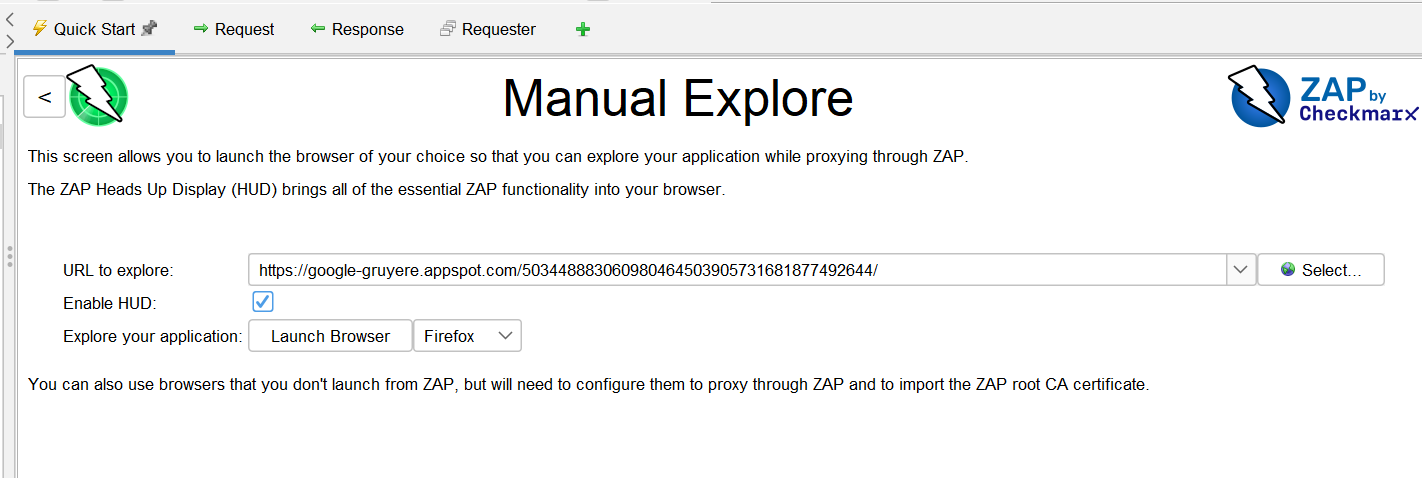 Quick Start
Request
Response
Requester
<
Manual Explore
ZAP by
Checkmarx
This screen allows you to launch the browser of your choice so that you can explore your application while proxying through ZAP.
The ZAP Heads Up Display (HUD) brings all of the essential ZAP functionality into your browser.
URL to explore:
https://google-gruyere.appspot.com/503448883060980464503905731681877492644/
Select...
Enable HUD:
Explore your application:
Launch Browser
Firefox
You can also use browsers that you don't launch from ZAP, but will need to configure them to proxy through ZAP and to import the ZAP root CA certificate.